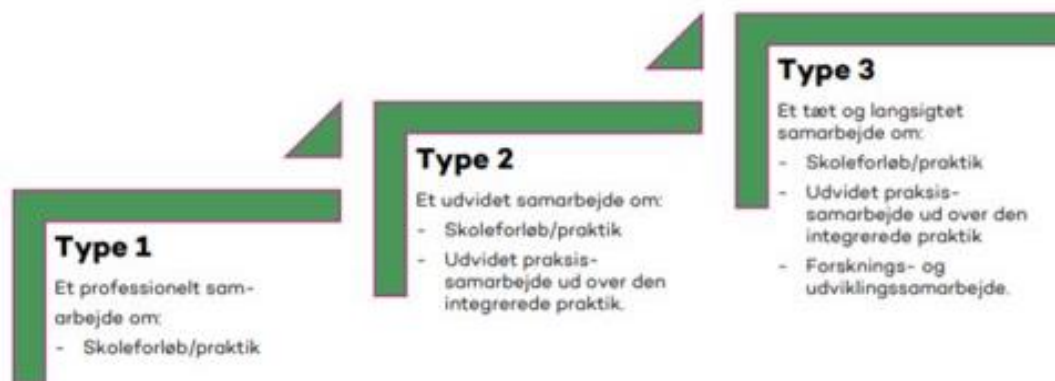 Type 1
Et professionelt sam-
arbejde om:
- Skoleforløb/praktik
Type 2
Et udvidet samarbejde om:
- Skoleforløb/praktik
- Udvidet praksis-
samarbejde ud over den
integrerede praktik.
Type 3
Et tæt og langsigtet
samarbejde om:
- Skoleforløb/praktik
- Udvidet praksis-
samarbejde ud over den
integrerede praktik
- Forsknings- og
udviklingssamarbejde.